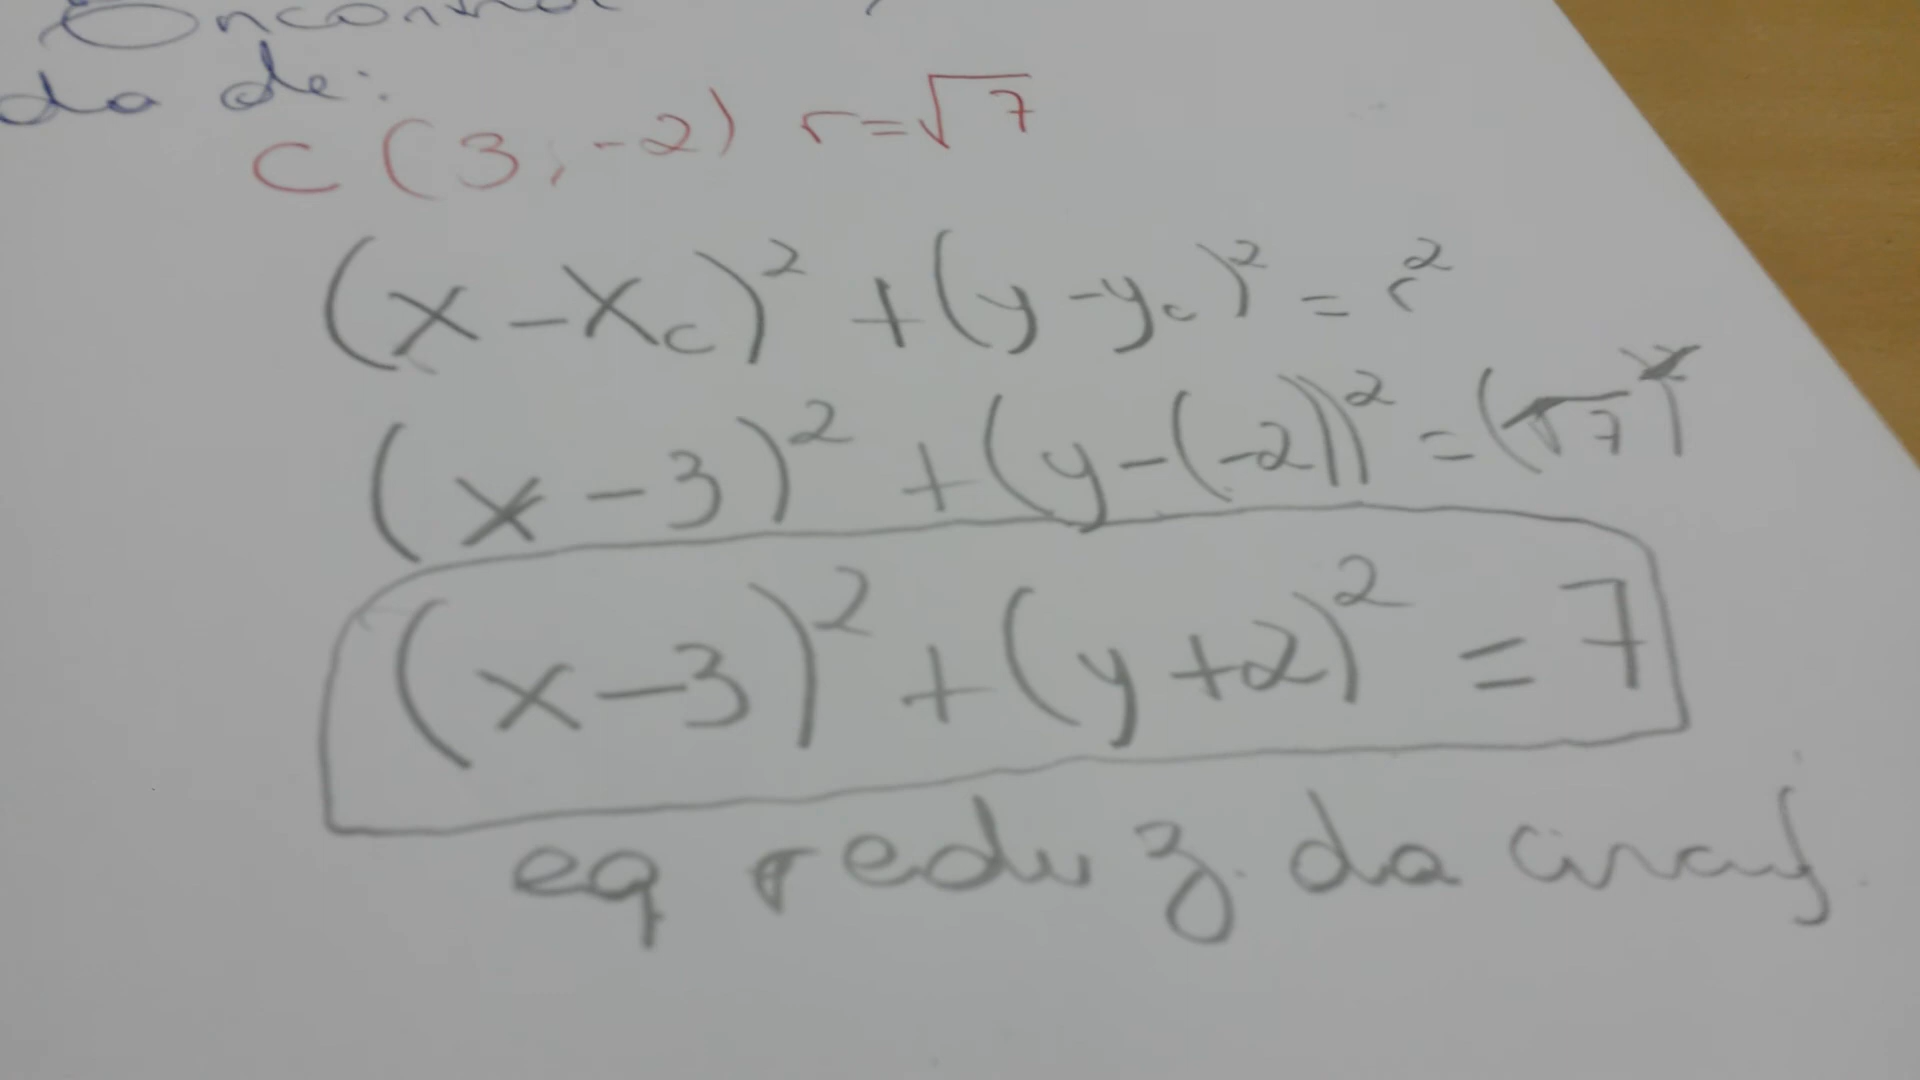 da de:
C (3, -2) r = √7
(x - xc)² + (y - yc)² = r²
(x - 3)² + (y - (-2))² = (√7)²
(x - 3)² + (y + 2)² = 7
eq reduz. da circuf.